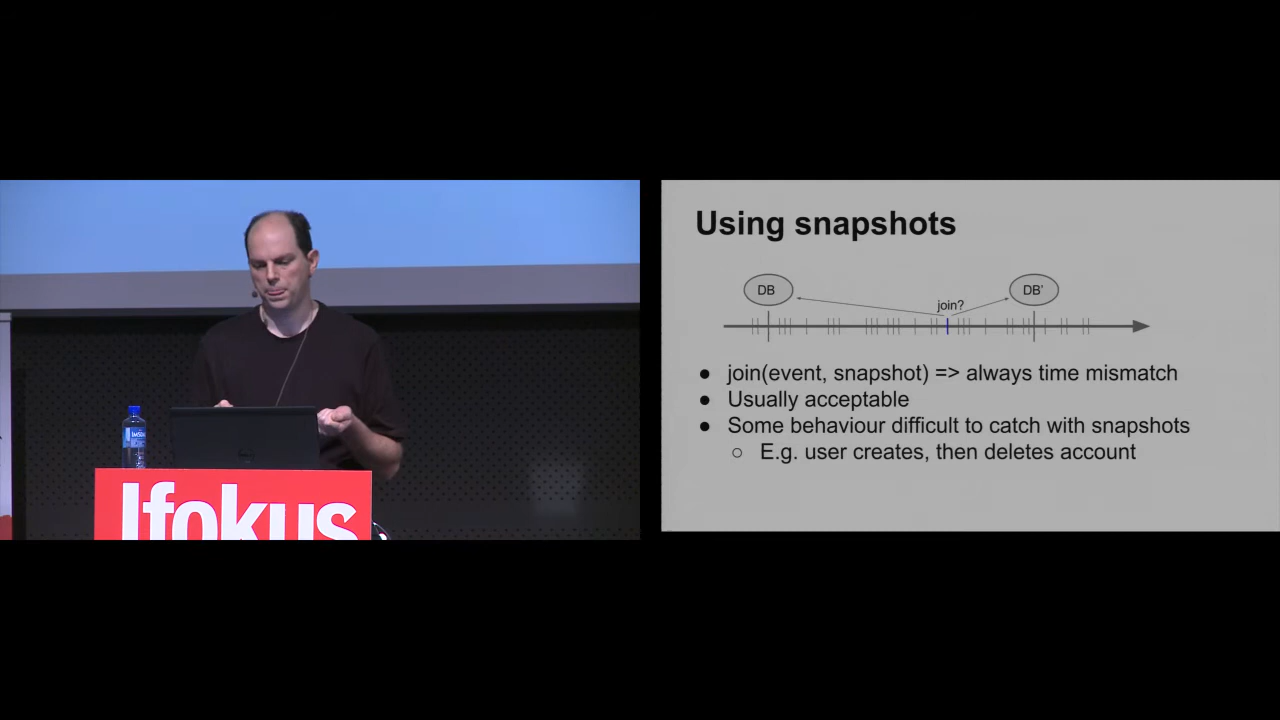 Using snapshots
DB
DB'
join?
● join(event, snapshot) => always time mismatch
● Usually acceptable
● Some behaviour difficult to catch with snapshots
○ E.g. user creates, then deletes account
Jfokus